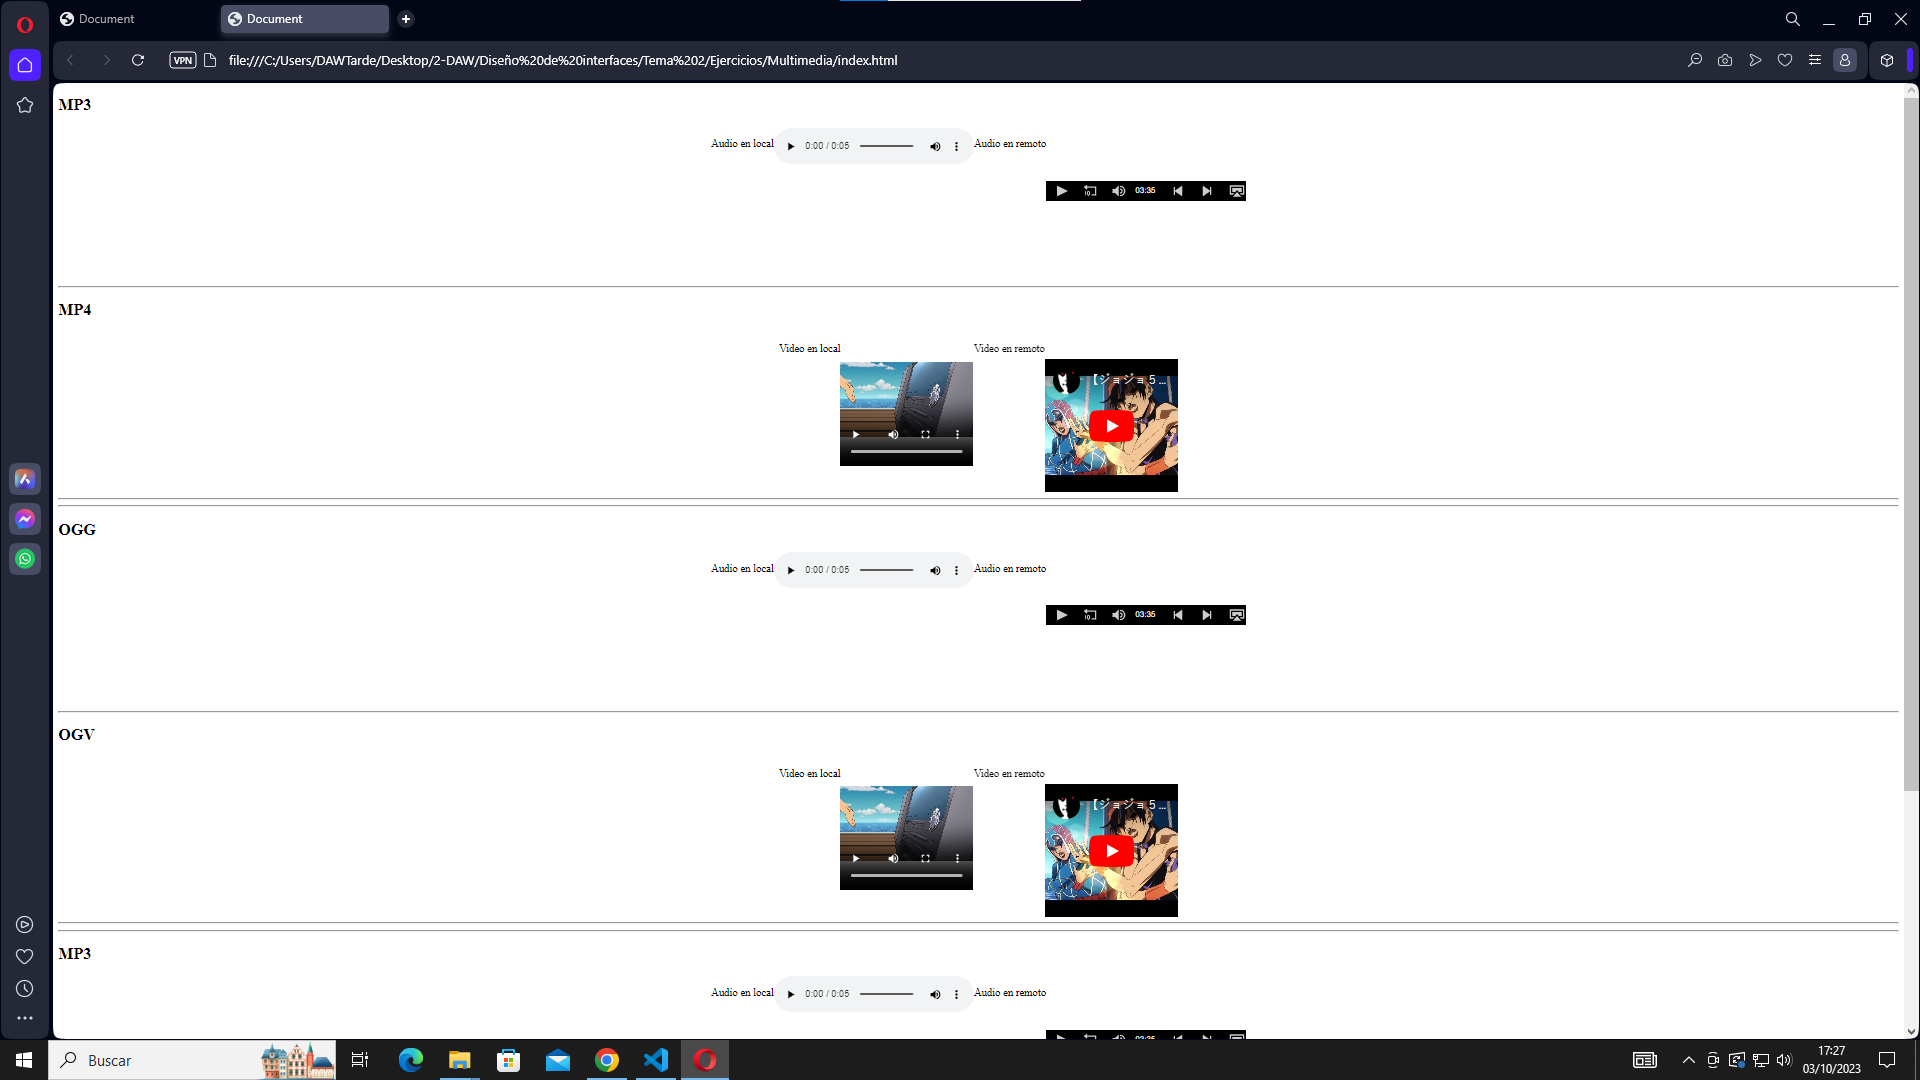 Document
Document
VPN
file:///C:/Users/DAWTarde/Desktop/2-DAW/Diseño%20de%20interfaces/Tema%202/Ejercicios/Multimedia/index.html
MP3
Audio en local
0:00 / 0:05
Audio en remoto
10
03:35
MP4
Video en local
Video en remoto
【ジョジョ５...
OGG
Audio en local
0:00 / 0:05
Audio en remoto
10
03:35
OGV
Video en local
Video en remoto
【ジョジョ５...
MP3
Audio en local
0:00 / 0:05
Audio en remoto
03:35
Buscar
17:27
03/10/2023